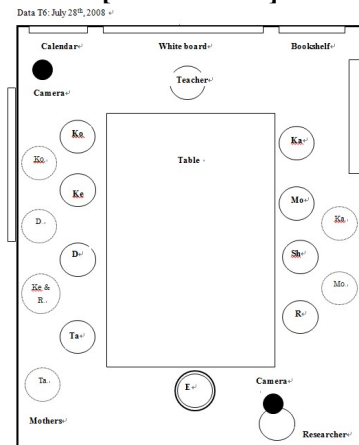 Data T6: July 28th, 2008
Calendar White board Bookshelf
Teacher
Camera
Ko Ka
Table
Ko.
Ke Mo
D. Ka.
D Sh
Ke & R. Mo.
R
Ta
Ta. E Camera
Mothers
Researcher